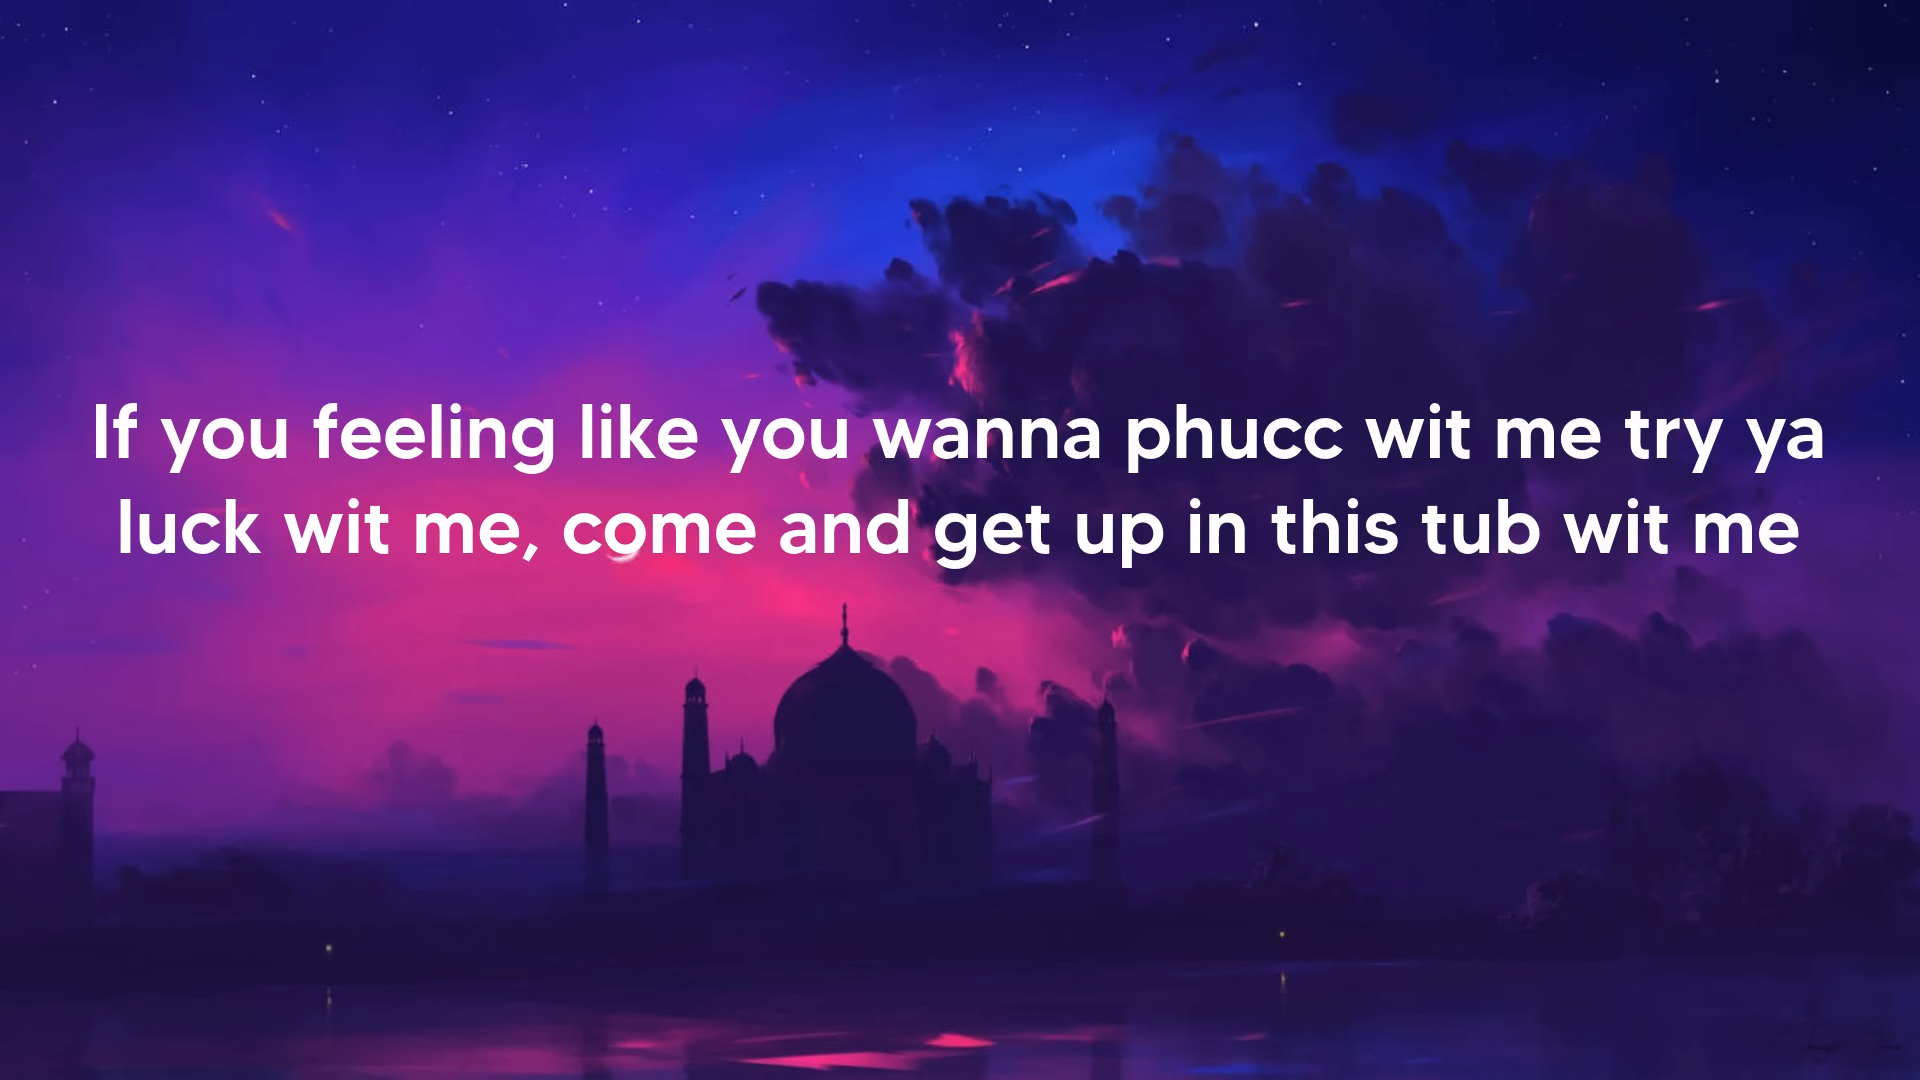 If you feeling like you wanna phucc wit me try ya
luck wit me, come and get up in this tub wit me